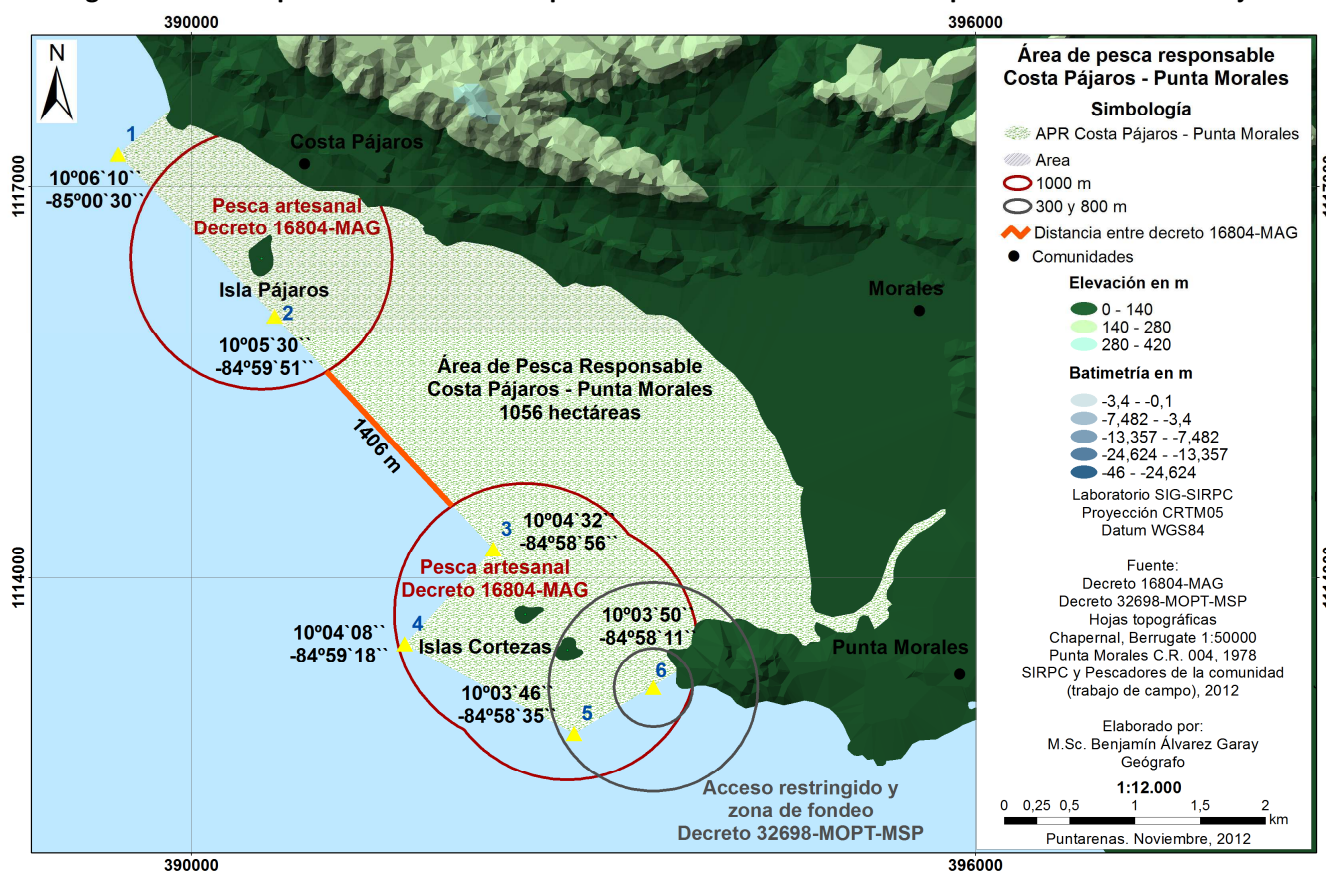 390000
396000
N
1
10º06`10``
-85º00`30``
1117000
Costa Pájaros
Pesca artesanal
Decreto 16804-MAG
Isla Pájaros
2
10º05`30``
-84º59`51``
Morales
Área de Pesca Responsable
Costa Pájaros - Punta Morales
1056 hectáreas
1406 m
3
10º04`32``
-84º58`56``
1114000
Pesca artesanal
Decreto 16804-MAG
4
10º04`08``
-84º59`18``
Islas Cortezas
10º03`50``
-84º58`11``
Punta Morales
6
10º03`46``
-84º58`35``
5
Acceso restringido y
zona de fondeo
Decreto 32698-MOPT-MSP
390000
396000
Área de pesca responsable
Costa Pájaros - Punta Morales
Simbología
APR Costa Pájaros - Punta Morales
Area
1000 m
300 y 800 m
Distancia entre decreto 16804-MAG
Comunidades
Elevación en m
0 - 140
140 - 280
280 - 420
Batimetría en m
-3,4 - -0,1
-7,482 - -3,4
-13,357 - -7,482
-24,624 - -13,357
-46 - -24,624
Laboratorio SIG-SIRPC
Proyección CRTM05
Datum WGS84
Fuente:
Decreto 16804-MAG
Decreto 32698-MOPT-MSP
Hojas topográficas
Chapernal, Berrugate 1:50000
Punta Morales C.R. 004, 1978
SIRPC y Pescadores de la comunidad
(trabajo de campo), 2012
Elaborado por:
M.Sc. Benjamín Álvarez Garay
Geógrafo
1:12.000
0 0,25 0,5 1 1,5 2
km
Puntarenas. Noviembre, 2012